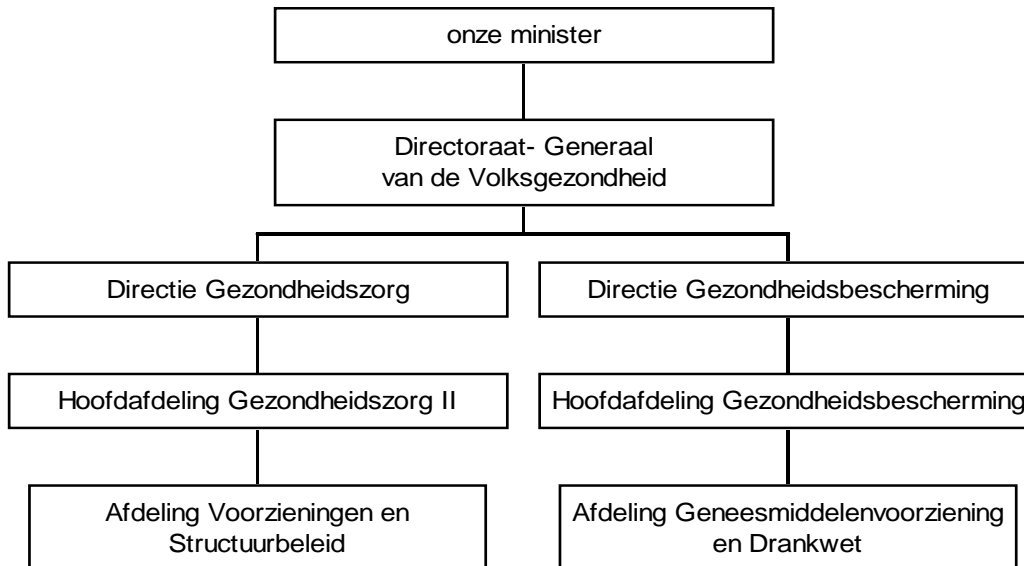 onze minister
Directoraat- Generaal
van de Volksgezondheid
Directie Gezondheidszorg
Directie Gezondheidsbescherming
Hoofdafdeling Gezondheidszorg II
Hoofdafdeling Gezondheidsbescherming
Afdeling Voorzieningen en
Structuurbeleid
Afdeling Geneesmiddelenvoorziening
en Drankwet